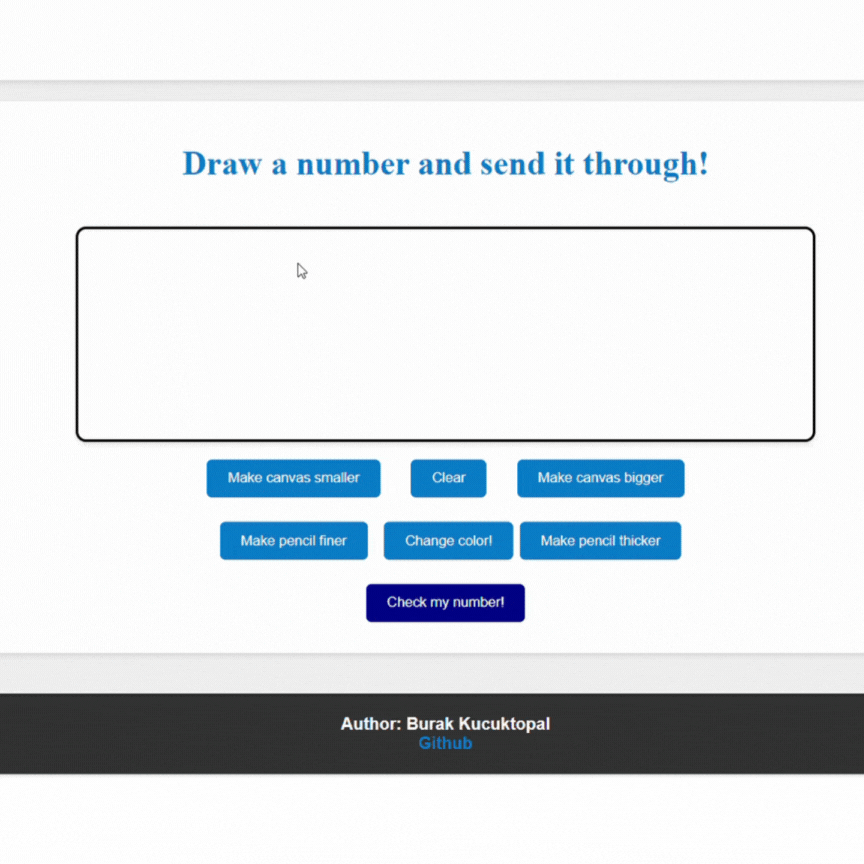 Draw a number and send it through!
Make canvas smaller
Clear
Make canvas bigger
Make pencil finer
Change color!
Make pencil thicker
Check my number!
Author: Burak Kucuktopal
Github